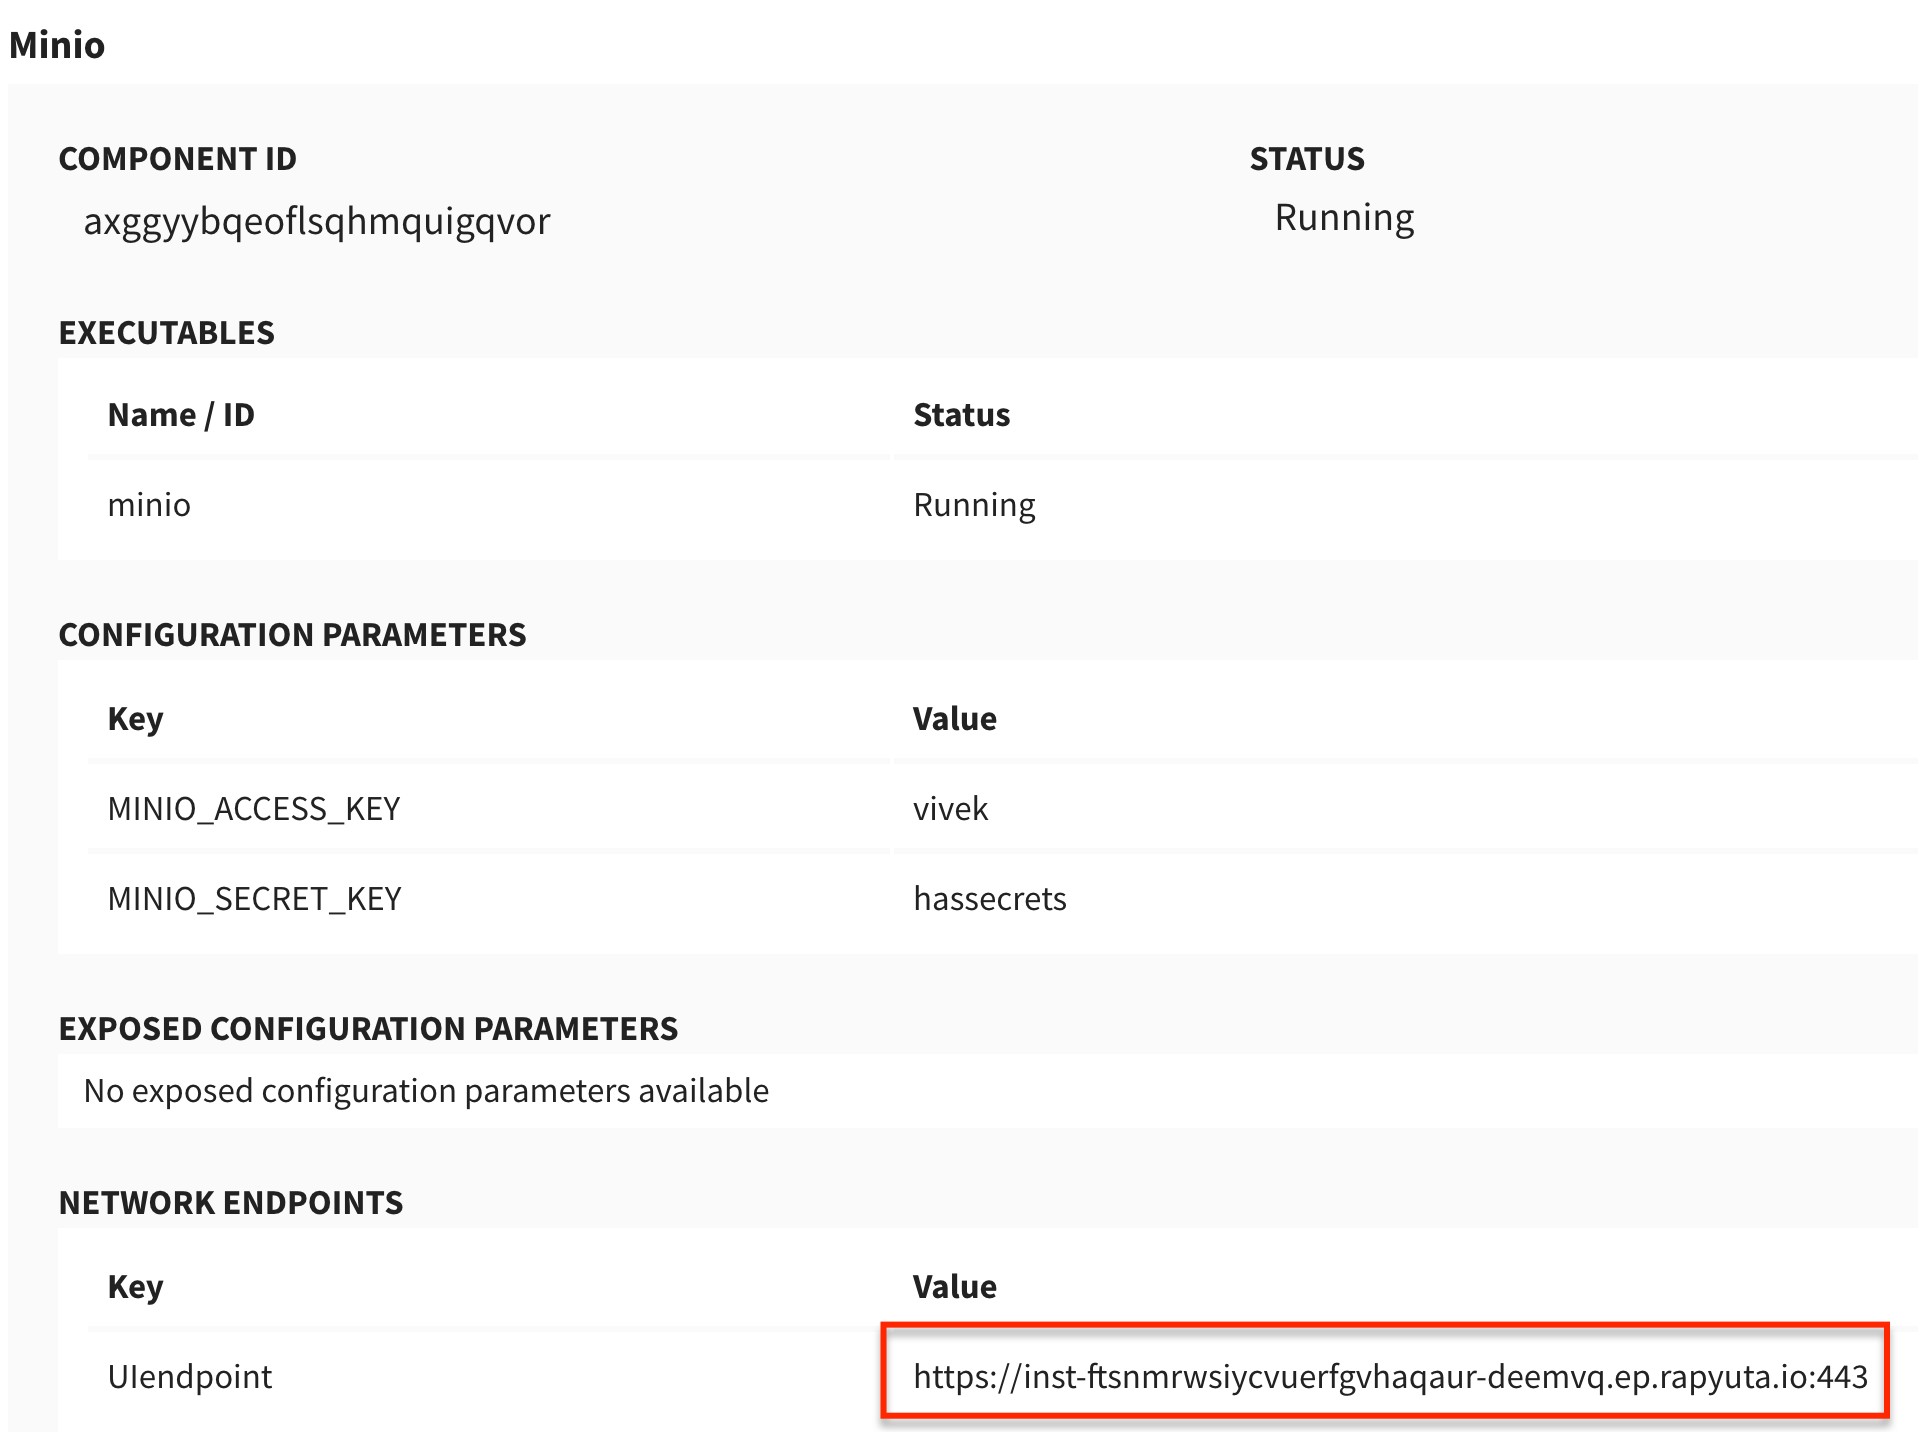 Minio
COMPONENT ID STATUS
axggyybqeoflsqhmquigqvor Running
EXECUTABLES
Name / ID Status
minio Running
CONFIGURATION PARAMETERS
Key Value
MINIO_ACCESS_KEY vivek
MINIO_SECRET_KEY hassecrets
EXPOSED CONFIGURATION PARAMETERS
No exposed configuration parameters available
NETWORK ENDPOINTS
Key Value
UIendpoint https://inst-ftsnmrwsiycvuerfgvhaqaur-deemvq.ep.rapyuta.io:443